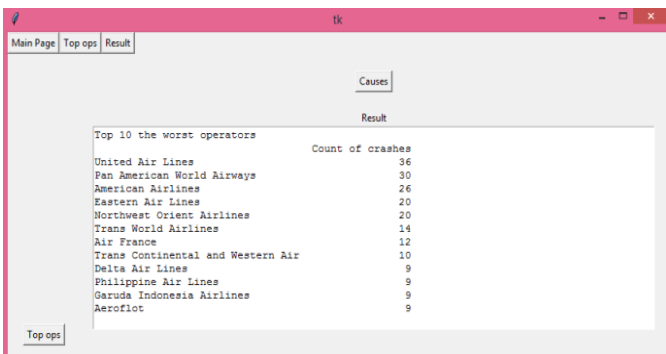 tk
Main Page Top ops Result
Causes
Result
Top 10 the worst operators
Count of crashes
United Air Lines 36
Pan American World Airways 30
American Airlines 26
Eastern Air Lines 20
Northwest Orient Airlines 20
Trans World Airlines 14
Air France 12
Trans Continental and Western Air 10
Delta Air Lines 9
Philippine Air Lines 9
Garuda Indonesia Airlines 9
Aeroflot 9
Top ops